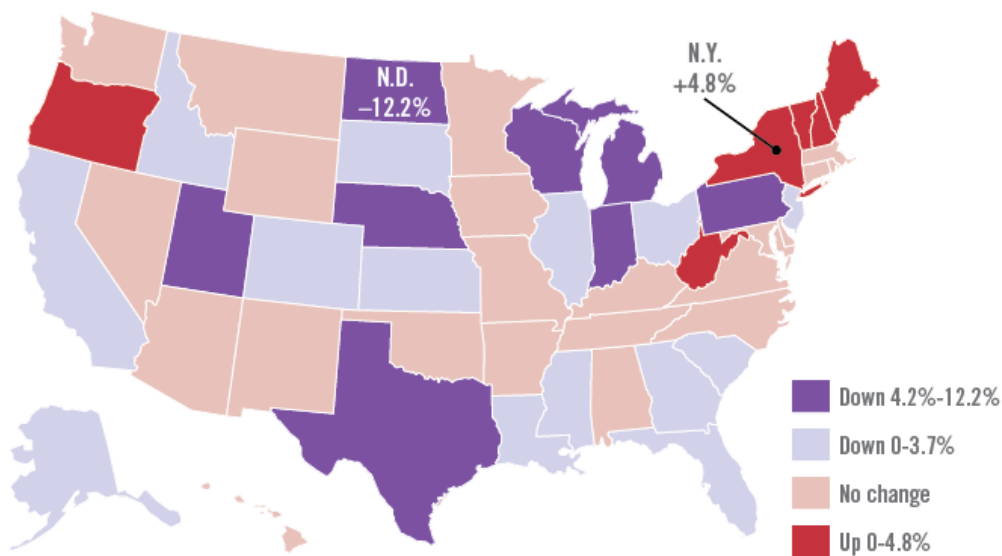 N.D.
–12.2%
N.Y.
+4.8%
Down 4.2%-12.2%
Down 0-3.7%
No change
Up 0-4.8%